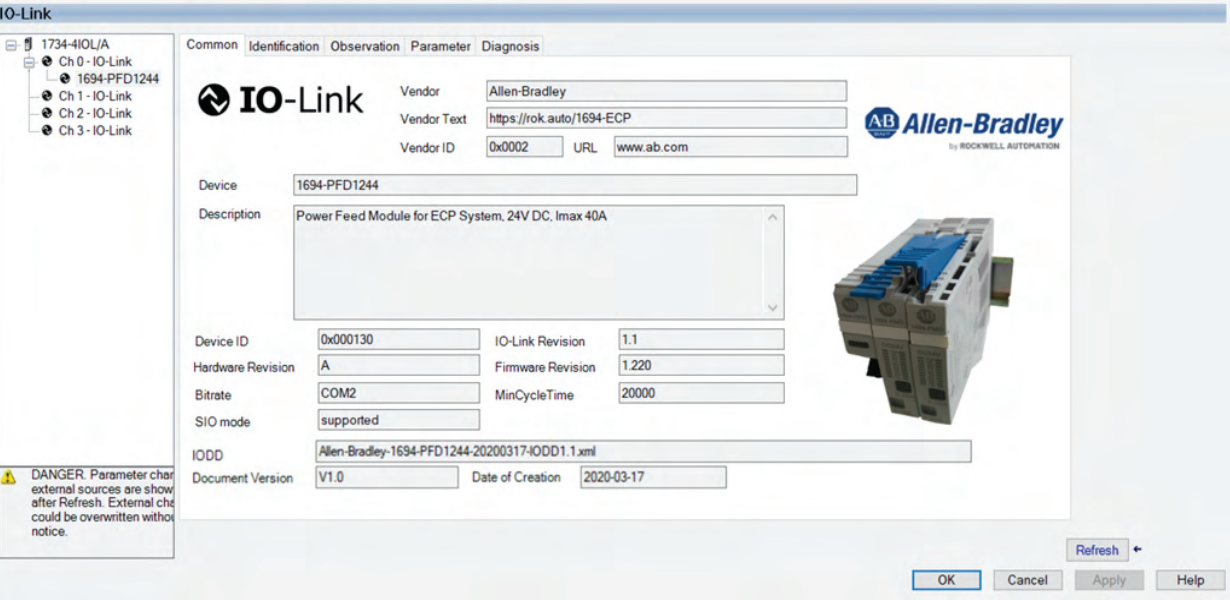 IO-Link
1734-4IOL/A
Ch 0 - IO-Link
1694-PFD1244
Ch 1 - IO-Link
Ch 2 - IO-Link
Ch 3 - IO-Link
DANGER. Parameter char
external sources are show
after Refresh. External cha
could be overwritten withou
notice.
Common Identification Observation Parameter Diagnosis
IO-Link
Vendor Allen-Bradley
Vendor Text https://rok.auto/1694-ECP
Vendor ID 0x0002 URL www.ab.com
AB Allen-Bradley
by ROCKWELL AUTOMATION
Device 1694-PFD1244
Description Power Feed Module for ECP System, 24V DC, Imax 40A
Device ID 0x000130 IO-Link Revision 1.1
Hardware Revision A Firmware Revision 1.220
Bitrate COM2 MinCycleTime 20000
SIO mode supported
IODD Allen-Bradley-1694-PFD1244-20200317-IODD1.1.xml
Document Version V1.0 Date of Creation 2020-03-17
Refresh
OK Cancel Apply Help